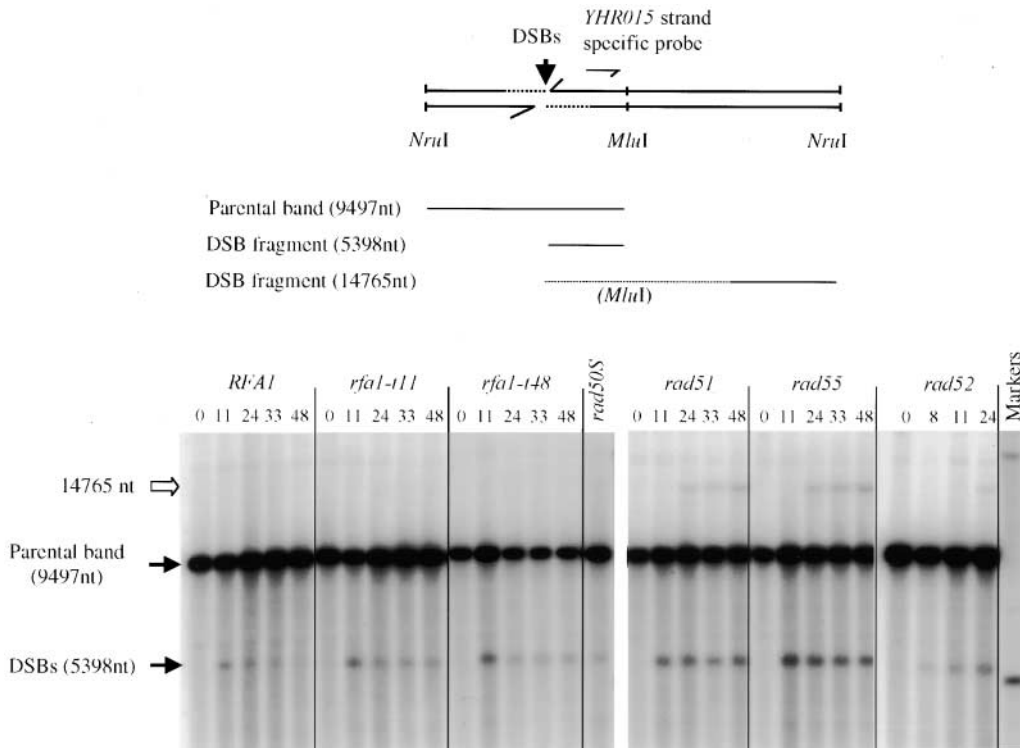 YHR015 strand
specific probe
DSBs
NruI MluI NruI
Parental band (9497nt)
DSB fragment (5398nt)
DSB fragment (14765nt)
(MluI)
RFA1 rfa1-t11 rfa1-t48 rad50S rad51 rad55 rad52 Markers
0 11 24 33 48 0 11 24 33 48 0 11 24 33 48 0 11 24 33 48 0 11 24 33 48 0 8 11 24
14765 nt
Parental band
(9497nt)
DSBs (5398nt)